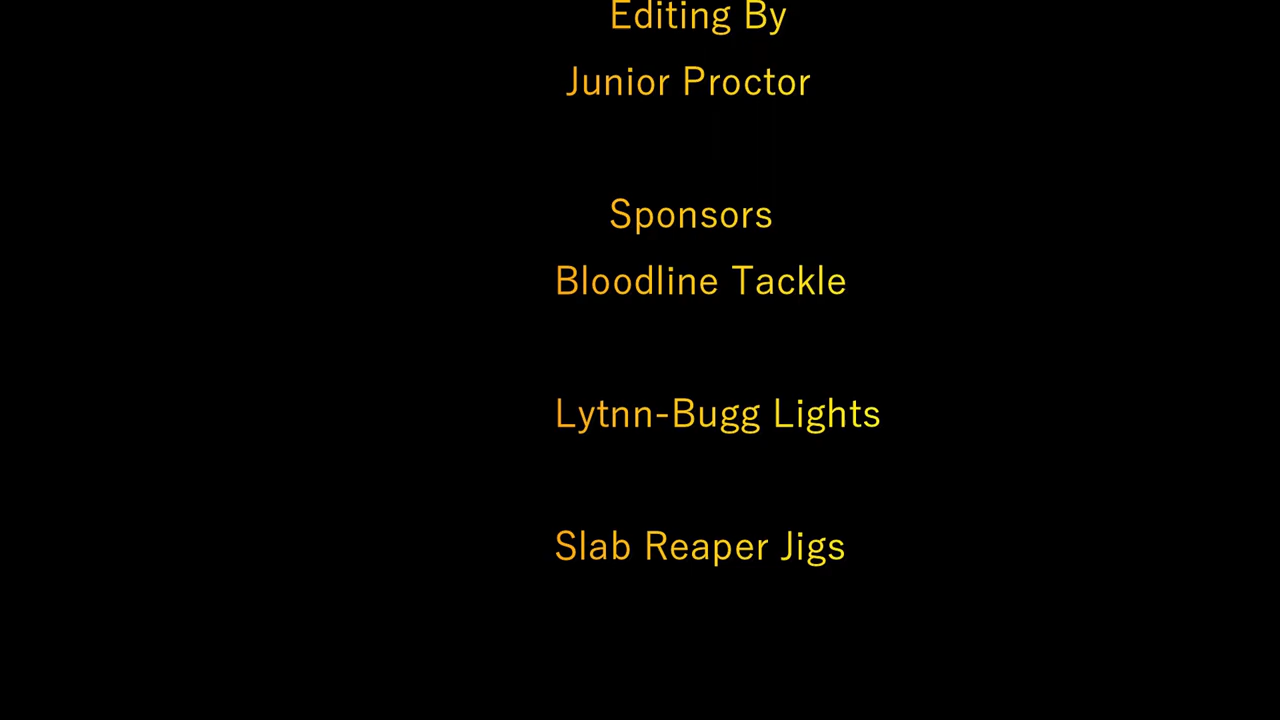 Editing By
Junior Proctor
Sponsors
Bloodline Tackle
Lytnn-Bugg Lights
Slab Reaper Jigs